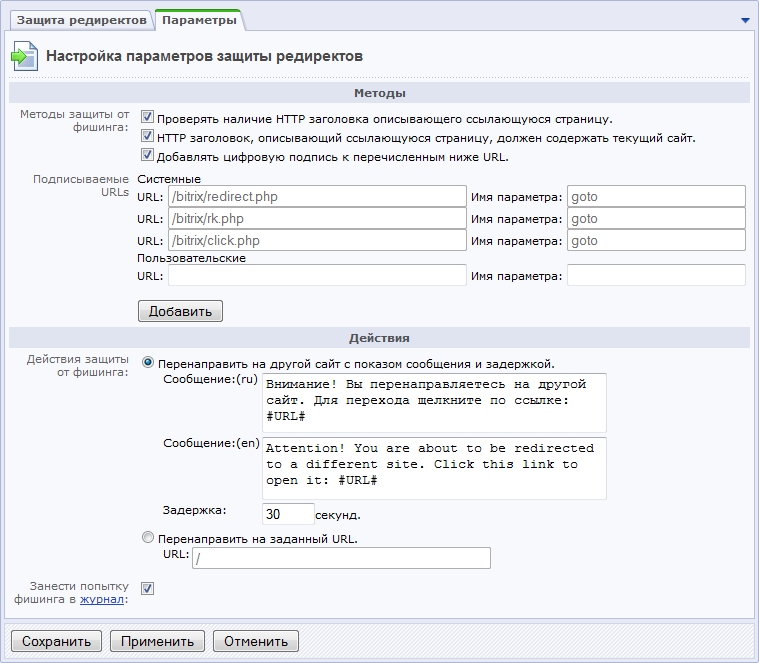 Защита редиректов Параметры
Настройка параметров защиты редиректов
Методы
Методы защиты от фишинга:
Проверять наличие HTTP заголовка описывающего ссылающуюся страницу.
HTTP заголовок, описывающий ссылающуюся страницу, должен содержать текущий сайт.
Добавлять цифровую подпись к перечисленным ниже URL.
Подписываемые URLs
Системные
URL: /bitrix/redirect.php Имя параметра: goto
URL: /bitrix/rk.php Имя параметра: goto
URL: /bitrix/click.php Имя параметра: goto
Пользовательские
URL: Имя параметра:
Добавить
Действия
Действия защиты от фишинга:
Перенаправить на другой сайт с показом сообщения и задержкой.
Сообщение:(ru)
Внимание! Вы перенаправляетесь на другой
сайт. Для перехода щелкните по ссылке:
#URL#
Сообщение:(en)
Attention! You are about to be redirected
to a different site. Click this link to
open it: #URL#
Задержка: 30 секунд.
Перенаправить на заданный URL.
URL: /
Занести попытку
фишинга в журнал:
Сохранить Применить Отменить